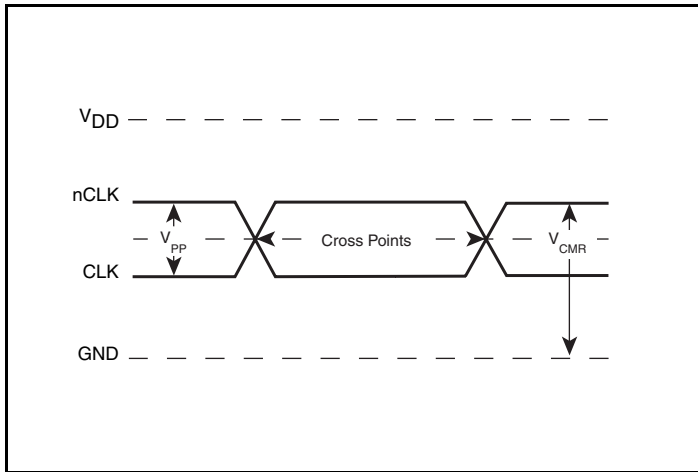 VDD
nCLK
VPP
Cross Points
VCMR
CLK
GND